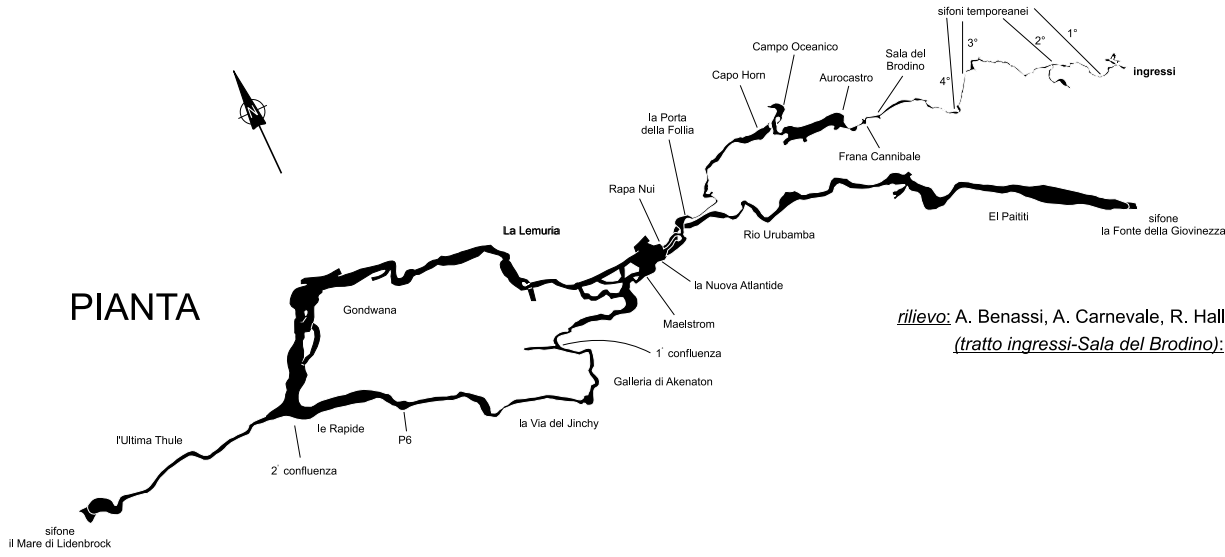 sifoni temporeanei
1°
2°
3°
4°
ingressi
Campo Oceanico
Capo Horn
Aurocastro
Sala del
Brodino
la Porta
della Follia
Frana Cannibale
Rapa Nui
El Paititi
sifone
la Fonte della Giovinezza
Rio Urubamba
La Lemuria
la Nuova Atlantide
PIANTA
Gondwana
Maelstrom
rilievo: A. Benassi, A. Carnevale, R. Hall
(tratto ingressi-Sala del Brodino):
1° confluenza
Galleria di Akenaton
la Via del Jinchy
le Rapide
P6
l'Ultima Thule
2° confluenza
sifone
il Mare di Lidenbrock